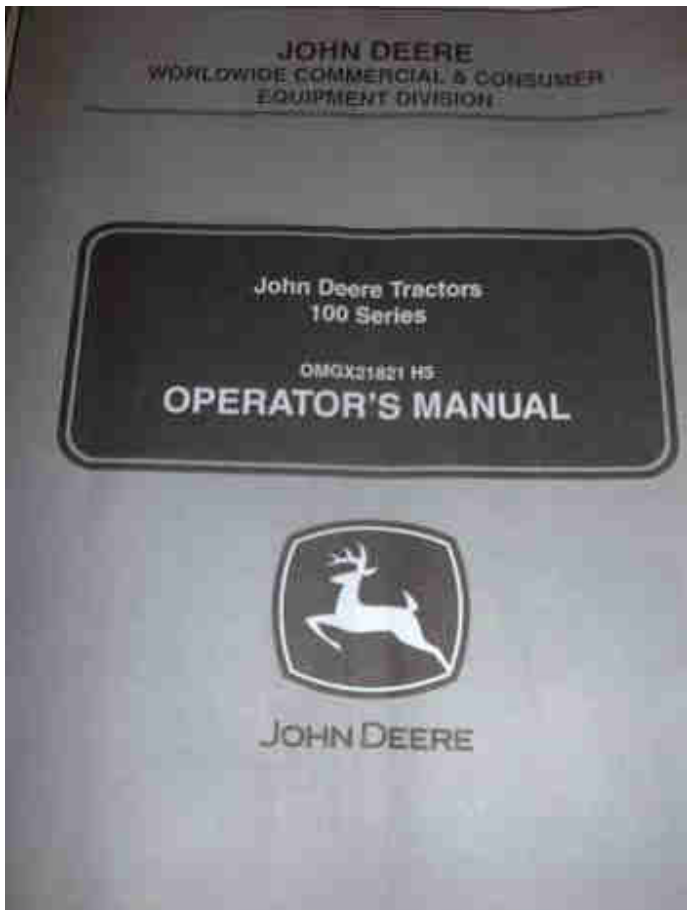 JOHN DEERE
WORLDWIDE COMMERCIAL & CONSUMER
EQUIPMENT DIVISION
John Deere Tractors
100 Series
OMGX21821 H5
OPERATOR'S MANUAL
JOHN DEERE